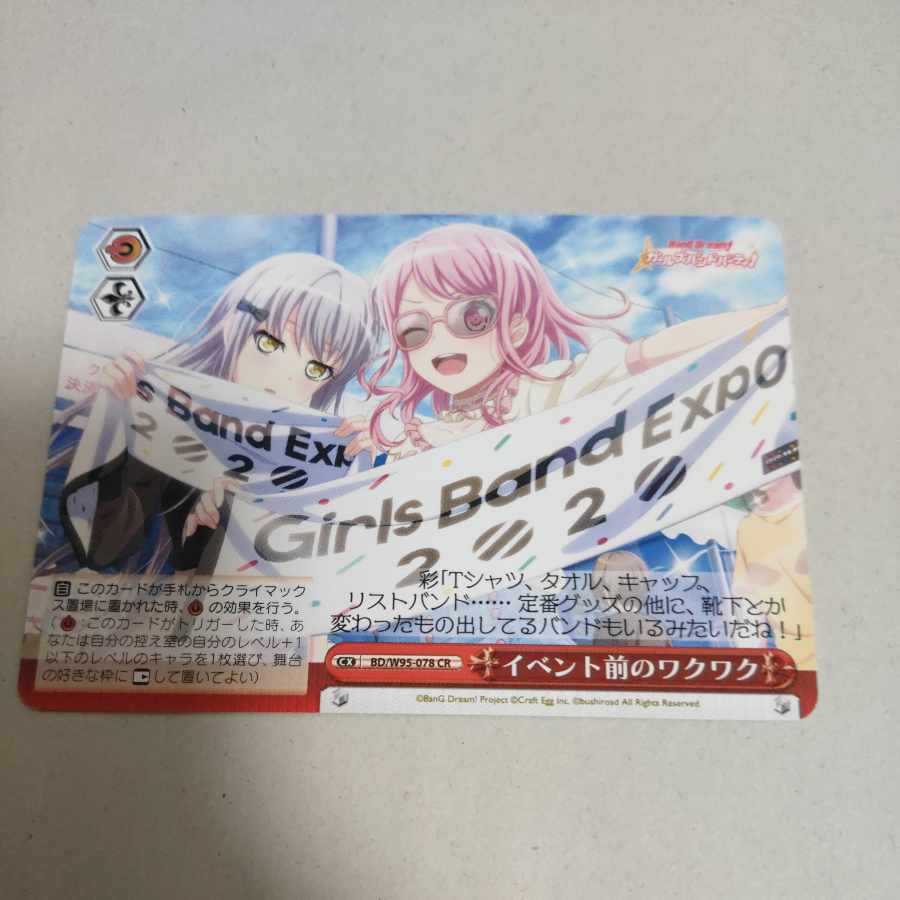 BanG Dream!
ガールズバンドパーティ!
Girls Band Expo
2020
ls Band Exp
202
彩「Tシャツ、タオル、キャップ、
リストバンド…… 定番グッズの他に、靴下とか
変わったもの出してるバンドもいるみたいだね！」
このカードが手札からクライマック
ス置場に置かれた時、 の効果を行う。
( :このカードがトリガーした時、あ
なたは自分の控え室の自分のレベル＋1
以下のレベルのキャラを1枚選び、舞台
の好きな枠に して置いてよい)
CX BD/W95-078 CR イベント前のワクワク
©BanG Dream! Project ©Craft Egg Inc. ©bushiroad All Rights Reserved.